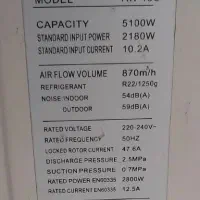 MODEL
CAPACITY 5100W
STANDARD INPUT POWER 2180W
STANDARD INPUT CURRENT 10.2A
AIR FLOW VOLUME 870m/h
REFRIGERANT R22/1250g
NOISE:INDOOR 54dB(A)
OUTDOOR 59dB(A)
RATED VOLTAGE 220-240V~
RATED FREQUENCY 50HZ
LOCKED ROTOR CURRENT 47.6A
DISCHARGE PRESSURE 2.5MPa
SUCTION PRESSURE 0.7MPa
RATED POWER EN60335 2800W
RATED CURRENT EN60335 12.5A